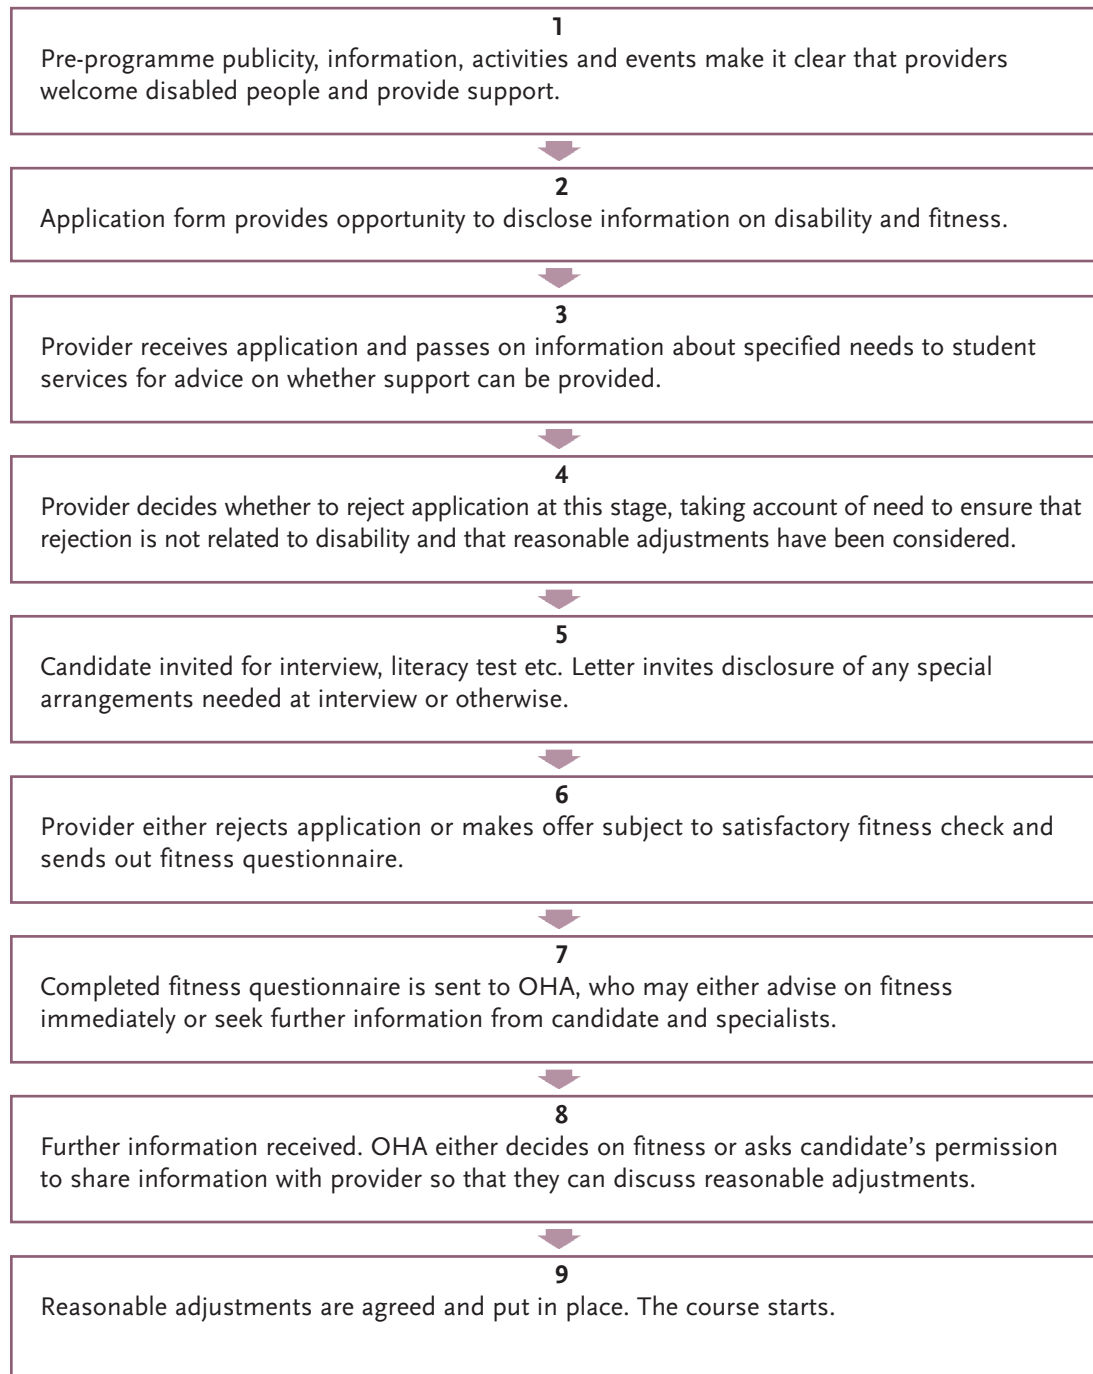 1
Pre-programme publicity, information, activities and events make it clear that providers
welcome disabled people and provide support.
2
Application form provides opportunity to disclose information on disability and fitness.
3
Provider receives application and passes on information about specified needs to student
services for advice on whether support can be provided.
4
Provider decides whether to reject application at this stage, taking account of need to ensure that
rejection is not related to disability and that reasonable adjustments have been considered.
5
Candidate invited for interview, literacy test etc. Letter invites disclosure of any special
arrangements needed at interview or otherwise.
6
Provider either rejects application or makes offer subject to satisfactory fitness check and
sends out fitness questionnaire.
7
Completed fitness questionnaire is sent to OHA, who may either advise on fitness
immediately or seek further information from candidate and specialists.
8
Further information received. OHA either decides on fitness or asks candidate’s permission
to share information with provider so that they can discuss reasonable adjustments.
9
Reasonable adjustments are agreed and put in place. The course starts.